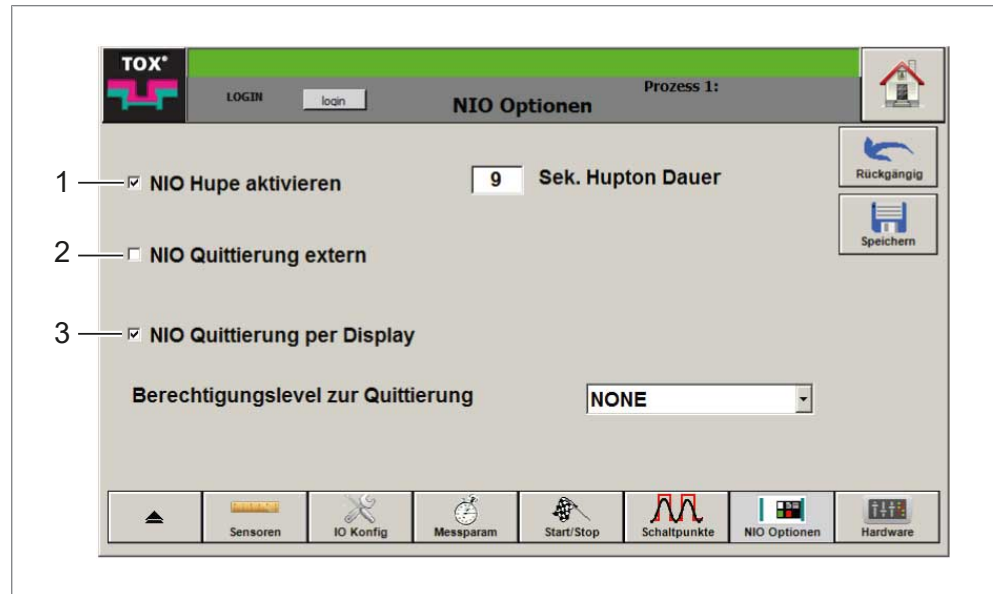 TOX®
LOGIN
login
NIO Optionen
Prozess 1:
Rückgängig
Speichern
1
NIO Hupe aktivieren
9
Sek. Hupton Dauer
2
NIO Quittierung extern
3
NIO Quittierung per Display
Berechtigungslevel zur Quittierung
NONE
Sensoren
IO Konfig
Messparam
Start/Stop
Schaltpunkte
NIO Optionen
Hardware